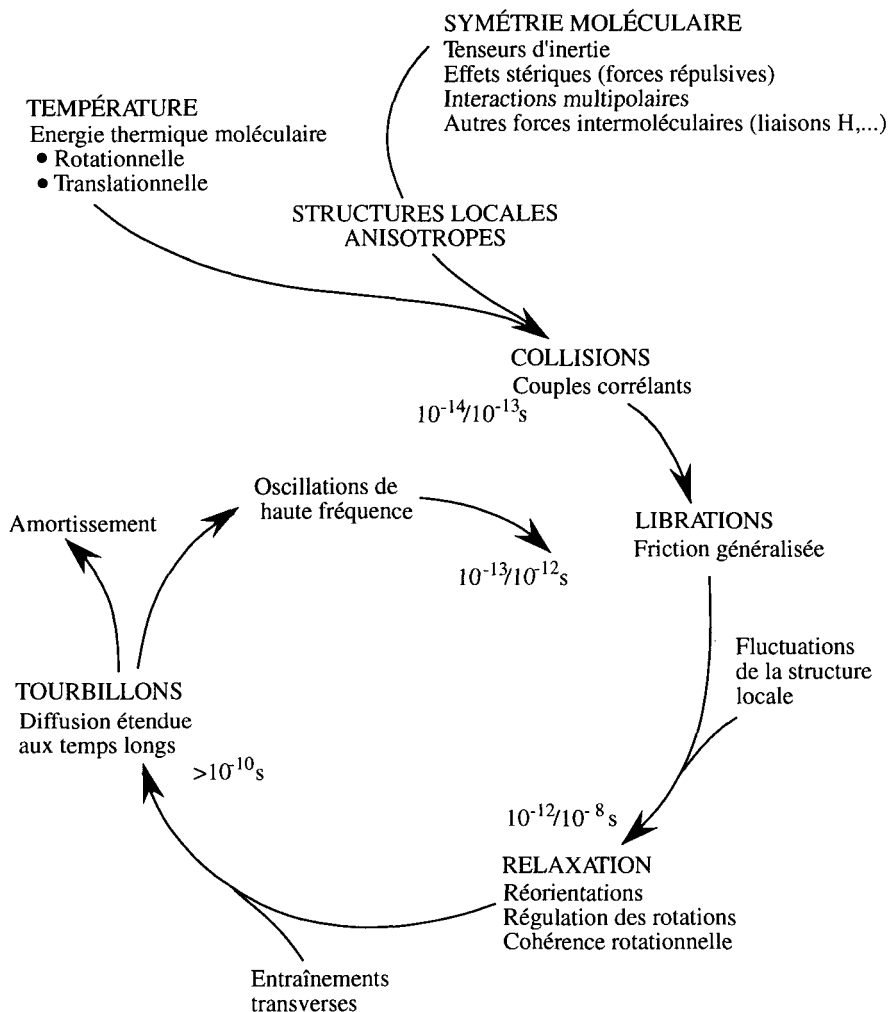 SYMÉTRIE MOLÉCULAIRE
Tenseurs d'inertie
Effets stériques (forces répulsives)
Interactions multipolaires
Autres forces intermoléculaires (liaisons H,...)
TEMPÉRATURE
Energie thermique moléculaire
• Rotationnelle
• Translationnelle
STRUCTURES LOCALES
ANISOTROPES
COLLISIONS
Couples corrélants
10⁻¹⁴/10⁻¹³s
Oscillations de
haute fréquence
Amortissement
LIBRATIONS
Friction généralisée
10⁻¹³/10⁻¹²s
Fluctuations
de la structure
locale
TOURBILLONS
Diffusion étendue
aux temps longs
>10⁻¹⁰s
10⁻¹²/10⁻⁸s
RELAXATION
Réorientations
Régulation des rotations
Cohérence rotationnelle
Entraînements
transverses